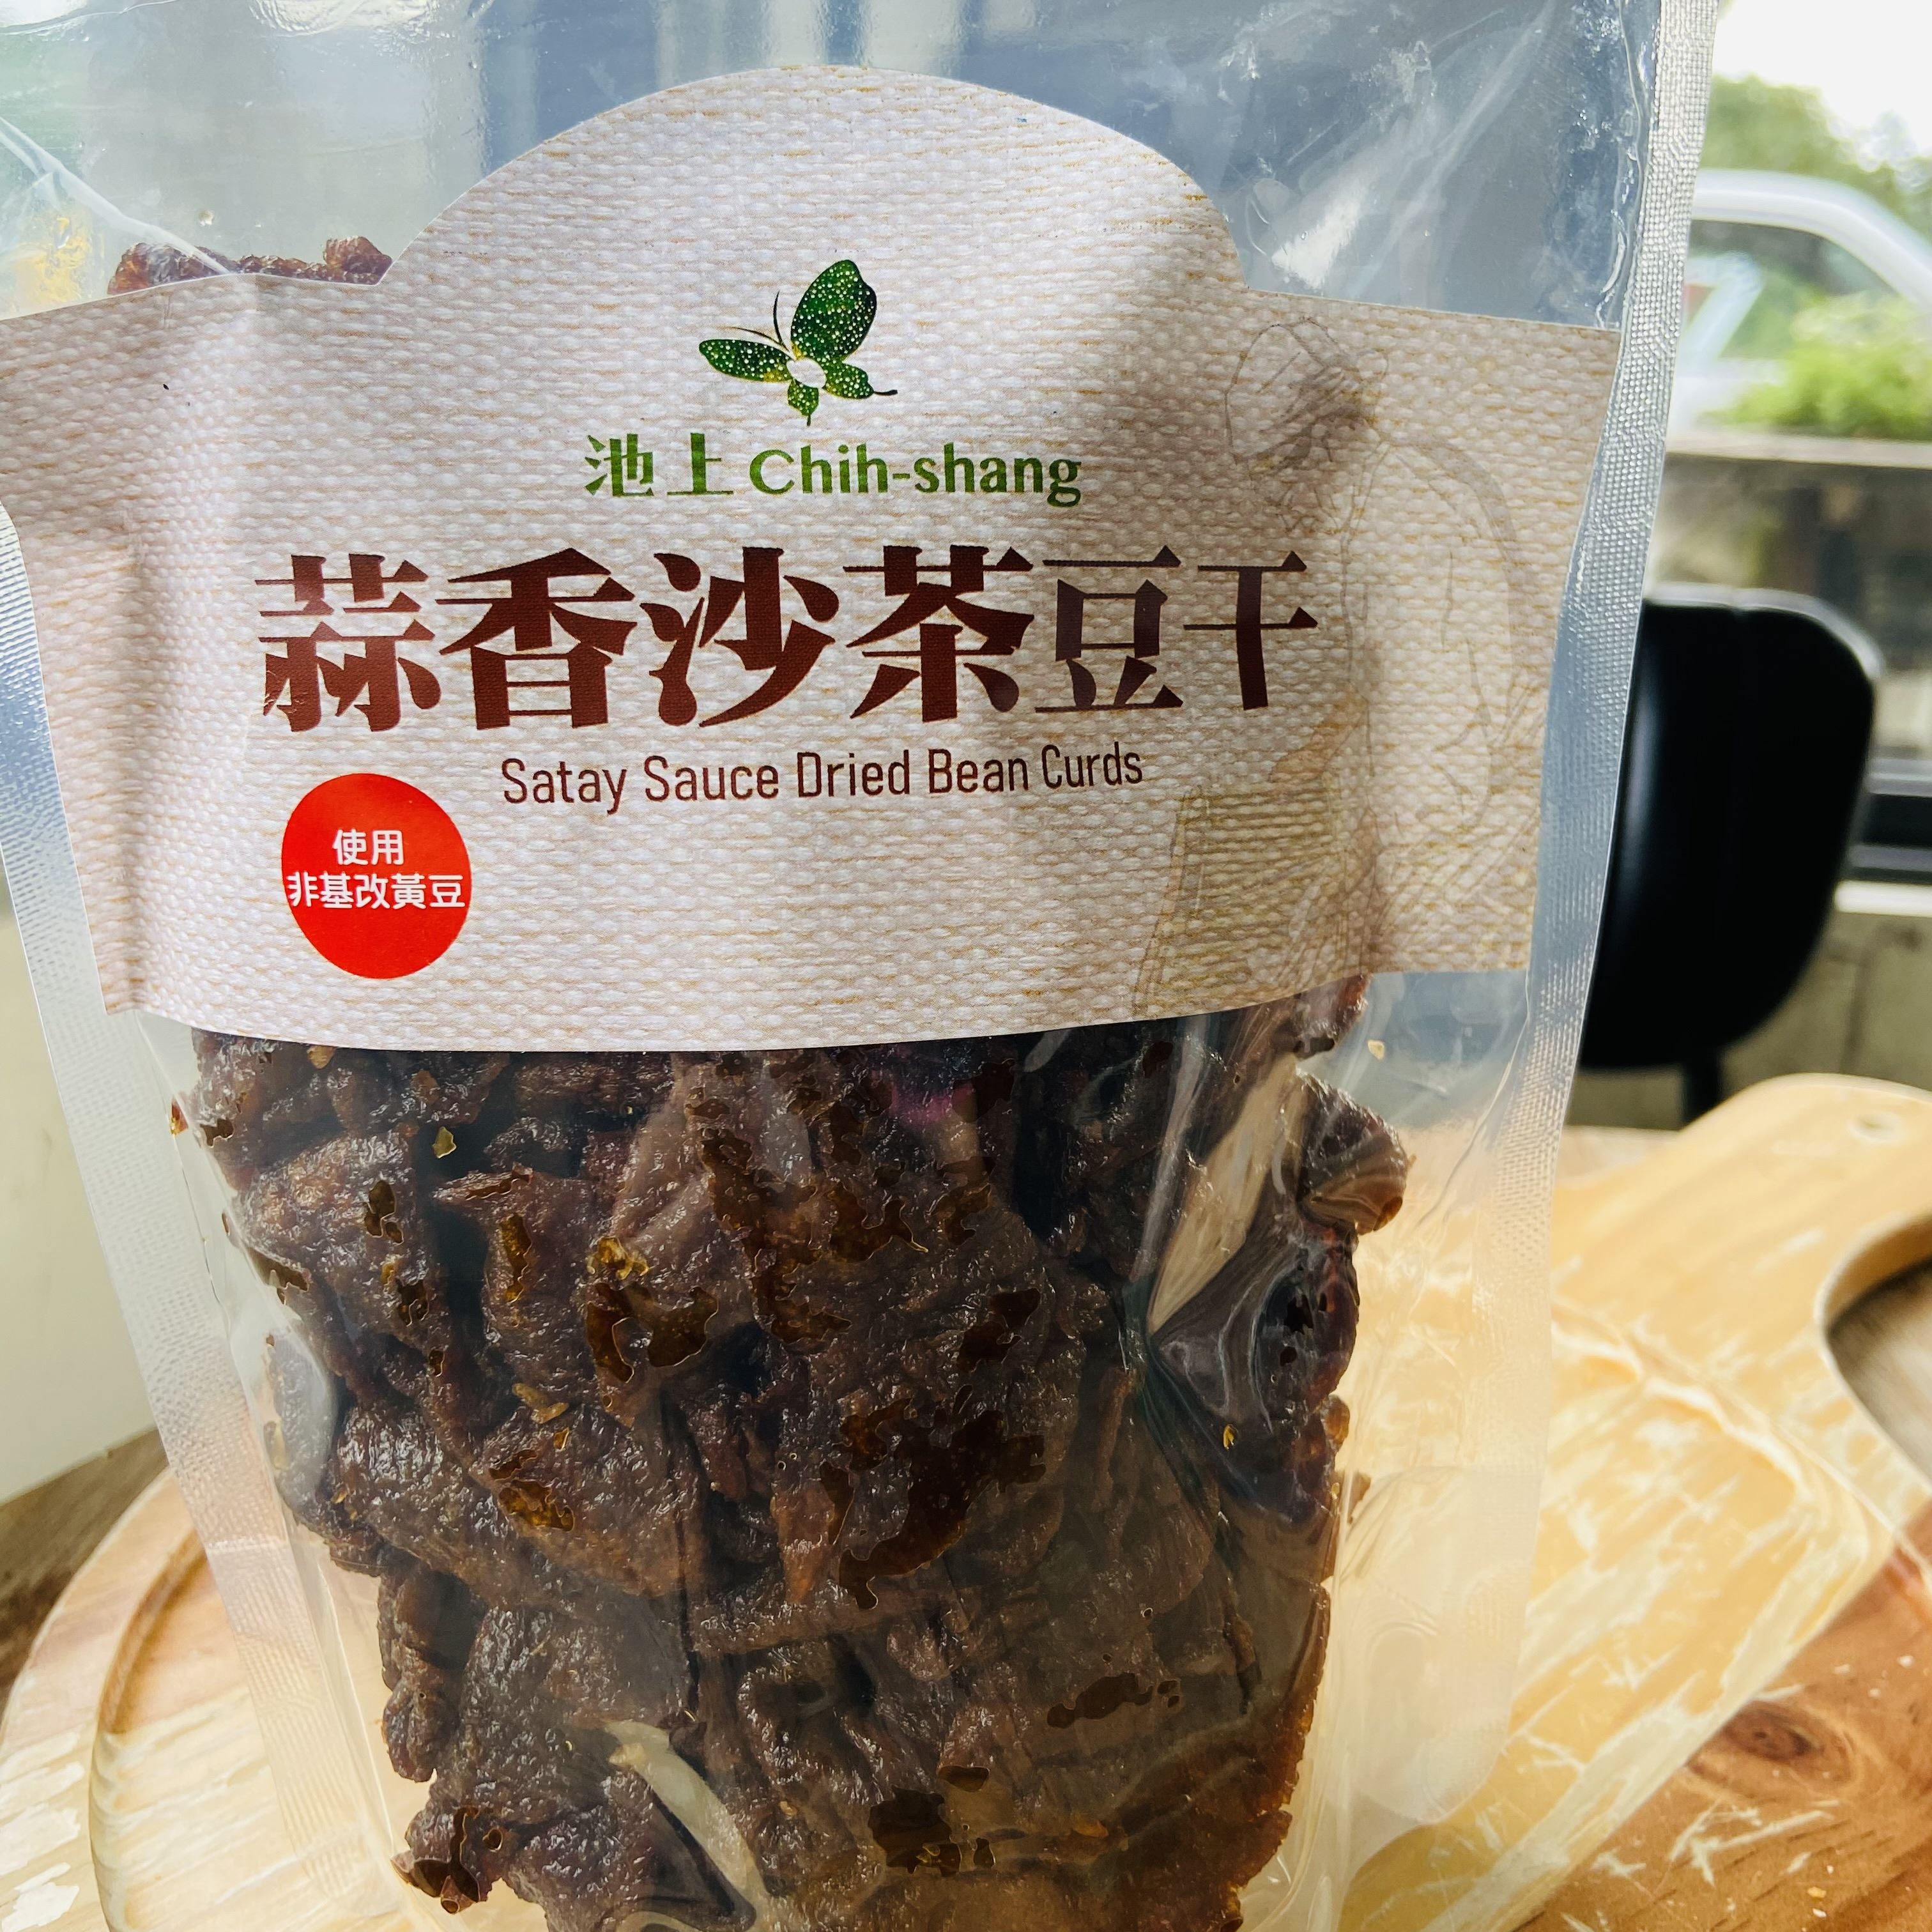 池上 Chih-shang
蒜香沙茶豆干
Satay Sauce Dried Bean Curds
使用
非基改黃豆